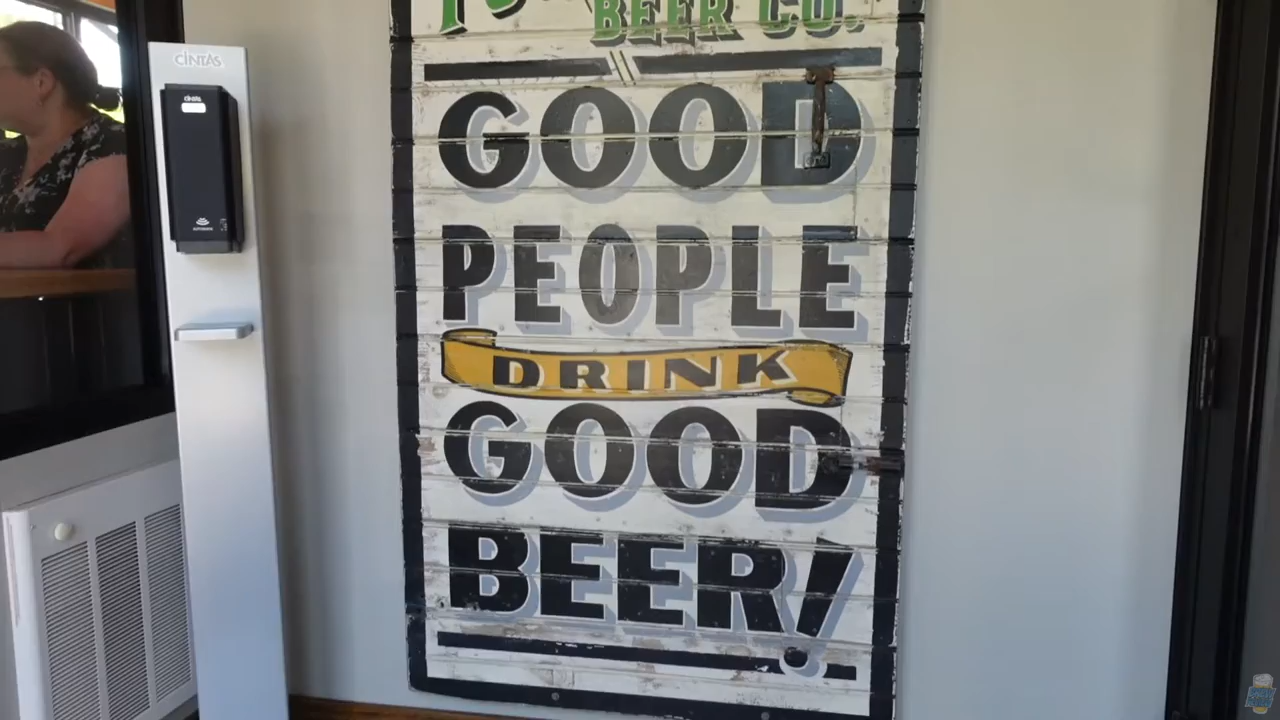 BEER CO.
CINTAS
GOOD
PEOPLE
DRINK
GOOD
BEER!